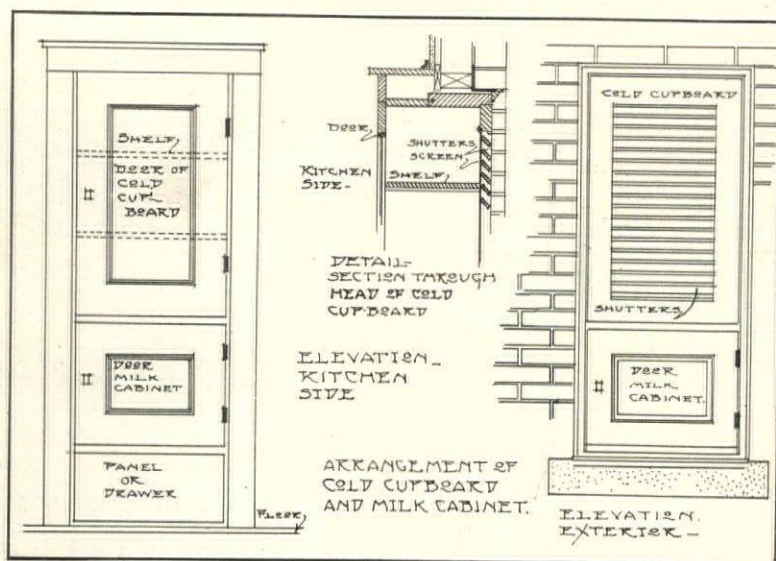 SHELF
DOOR OF
COLD
CUP-
BOARD
DOOR
MILK
CABINET
PANEL
OR
DRAWER
FLOOR
DOOR
KITCHEN
SIDE-
SHUTTERS
SCREEN
SHELF
DETAIL-
SECTION THROUGH
HEAD OF COLD
CUP-BOARD
ELEVATION-
KITCHEN
SIDE
ARRANGEMENT OF
COLD CUPBOARD
AND MILK CABINET.
COLD CUPBOARD
SHUTTERS
DOOR
MILK
CABINET.
ELEVATION.
EXTERIOR-